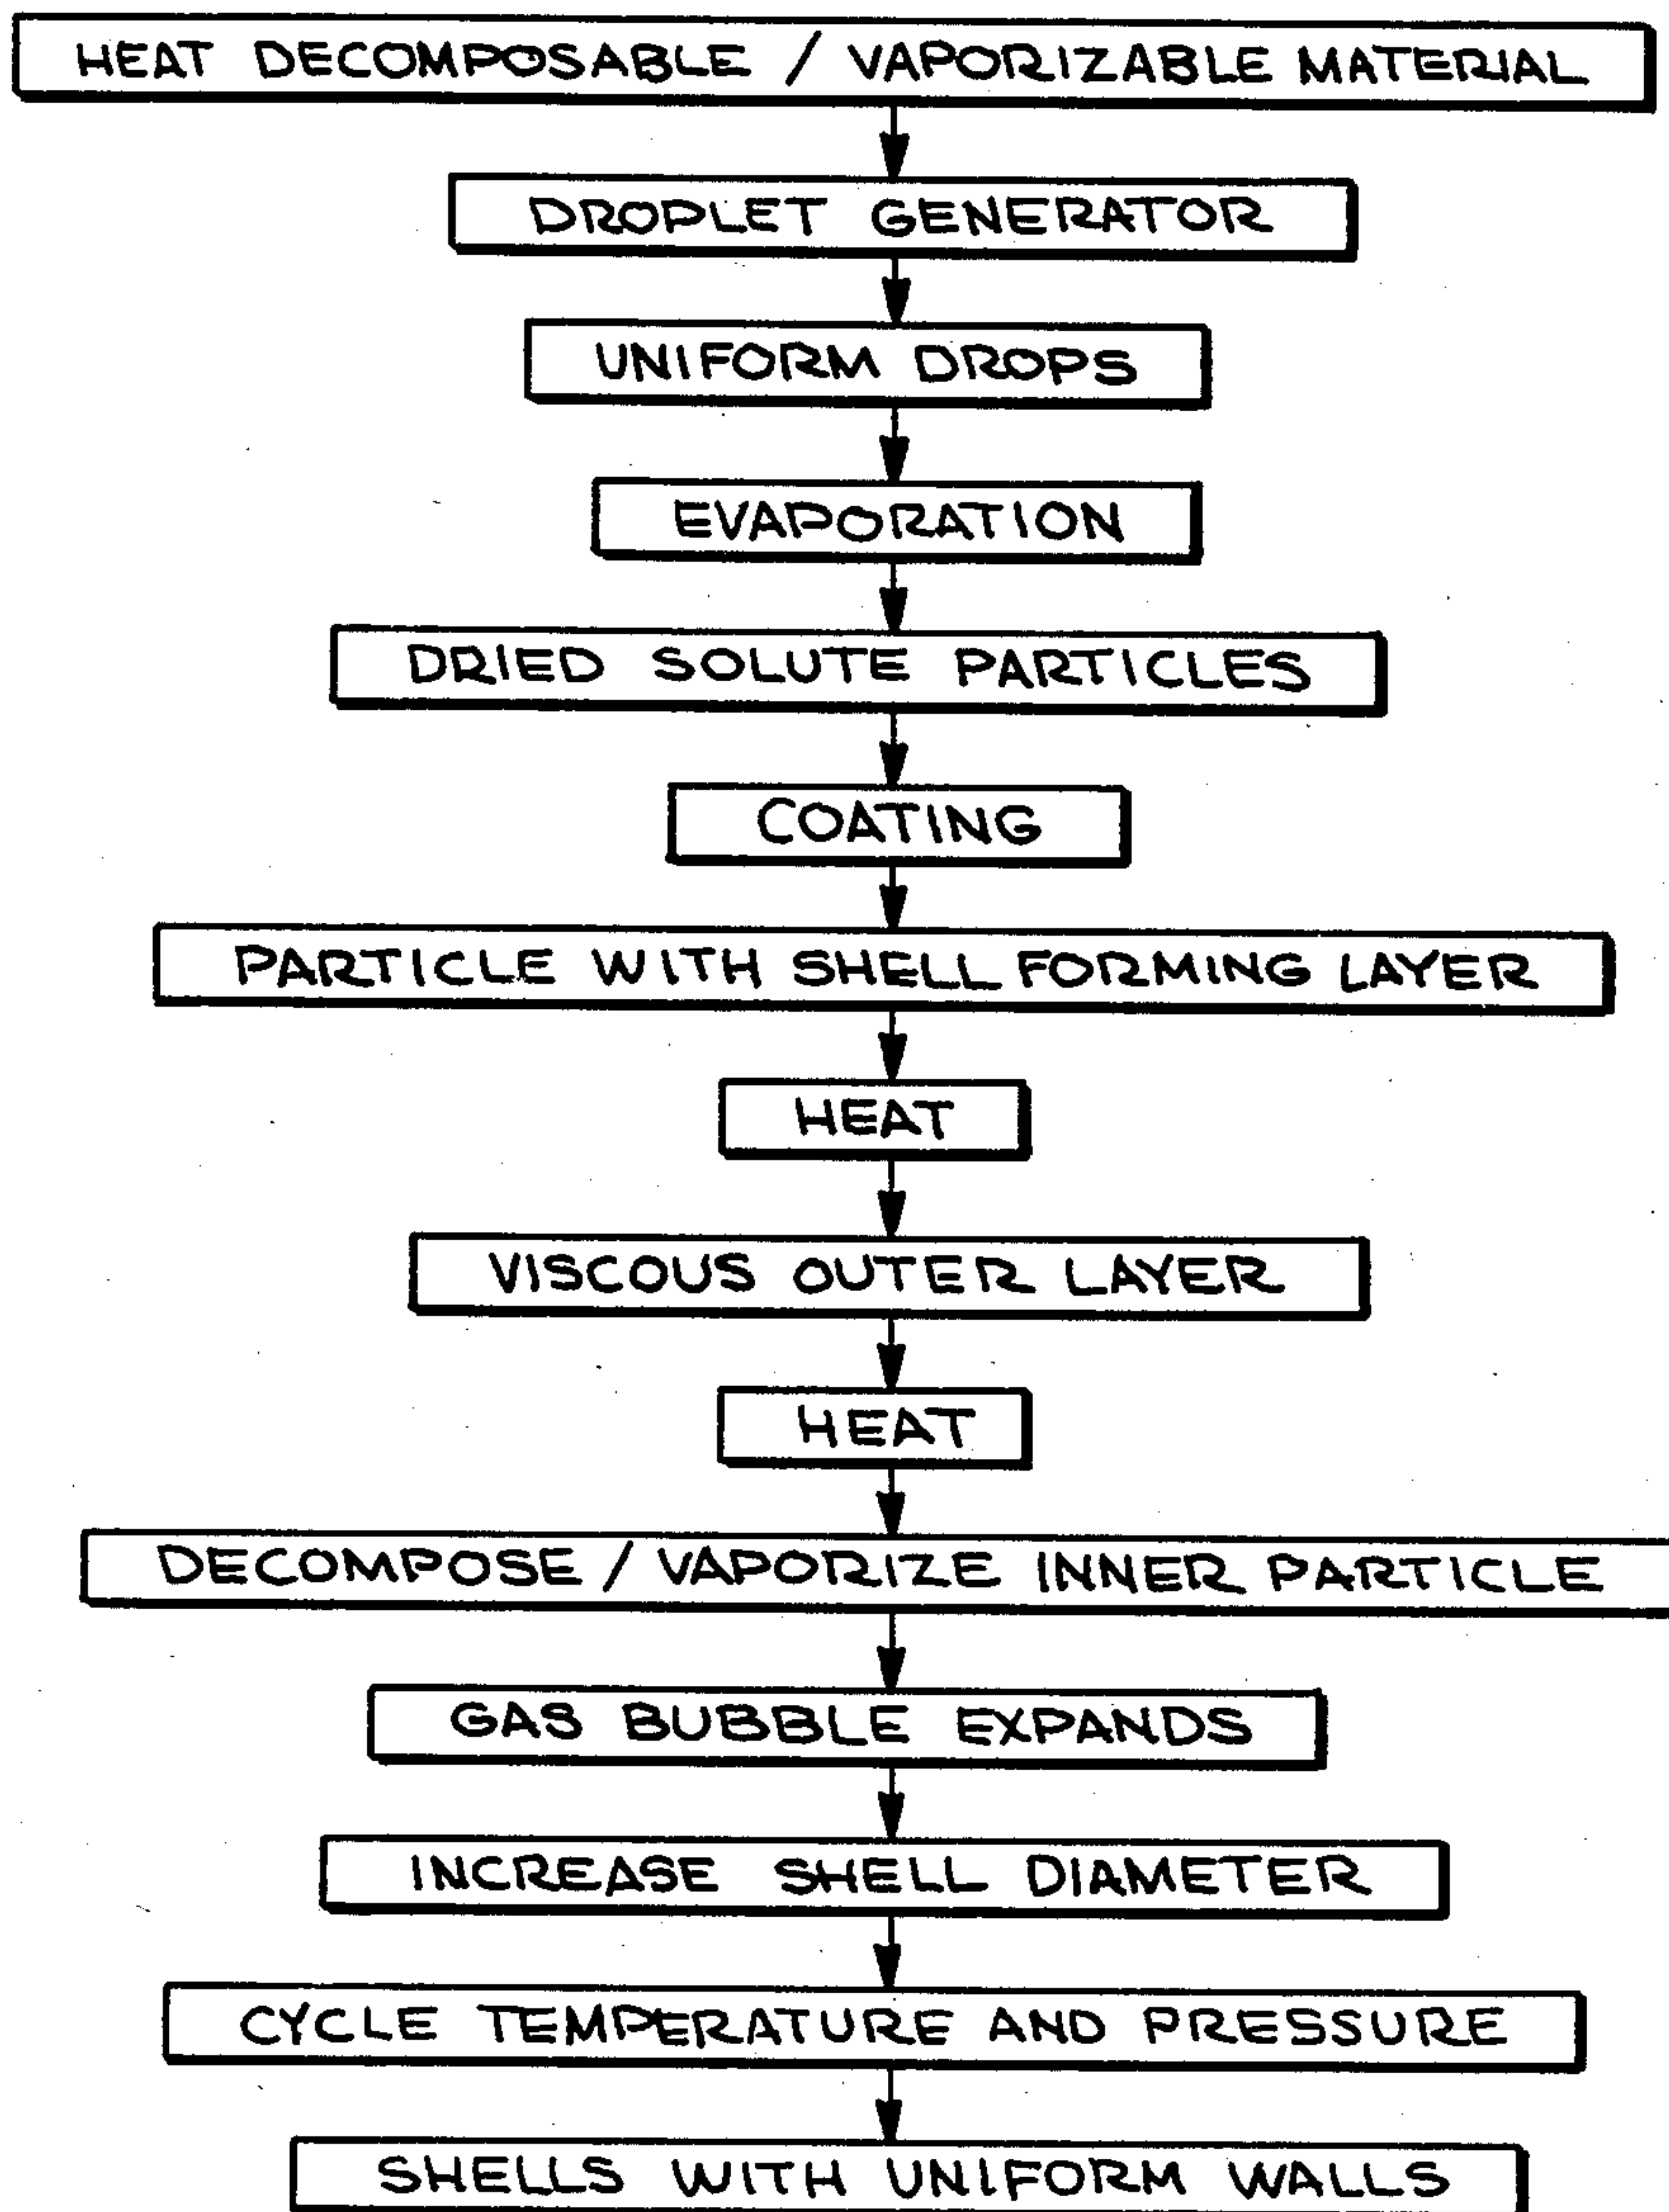 HEAT DECOMPOSABLE / VAPORIZABLE MATERIAL
DROPLET GENERATOR
UNIFORM DROPS
EVAPORATION
DRIED SOLUTE PARTICLES
COATING
PARTICLE WITH SHELL FORMING LAYER
HEAT
VISCOUS OUTER LAYER
HEAT
DECOMPOSE / VAPORIZE INNER PARTICLE
GAS BUBBLE EXPANDS
INCREASE SHELL DIAMETER
CYCLE TEMPERATURE AND PRESSURE
SHELLS WITH UNIFORM WALLS